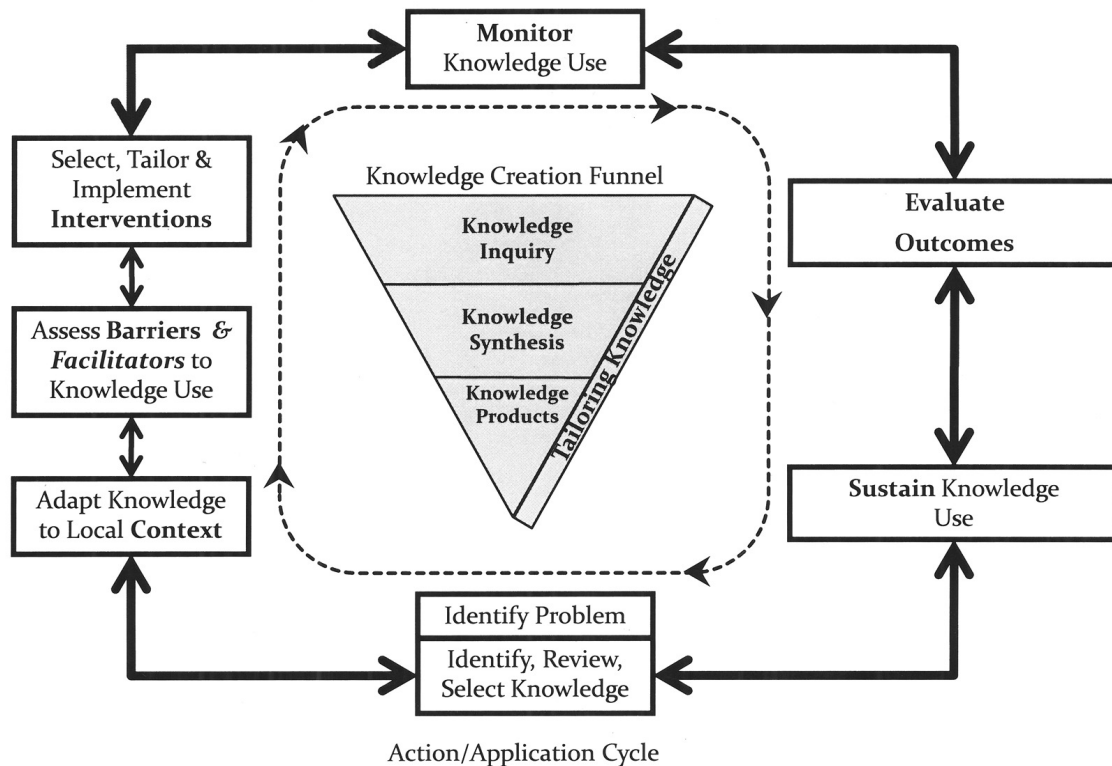 Monitor
Knowledge Use
Select, Tailor &
Implement
Interventions
Knowledge Creation Funnel
Evaluate
Outcomes
Knowledge
Inquiry
Tailoring Knowledge
Assess Barriers &
Facilitators to
Knowledge Use
Knowledge
Synthesis
Knowledge
Products
Adapt Knowledge
to Local Context
Sustain Knowledge
Use
Identify Problem
Identify, Review,
Select Knowledge
Action/Application Cycle